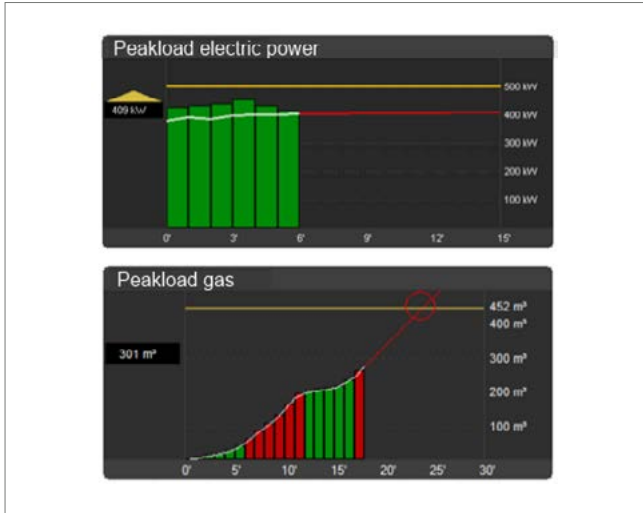 Peakload electric power
409 kW
500 kW
400 kW
300 kW
200 kW
100 kW
0' 3' 6' 9' 12' 15'
Peakload gas
301 m³
452 m³
400 m³
300 m³
200 m³
100 m³
0' 5' 10' 15' 20' 25' 30'